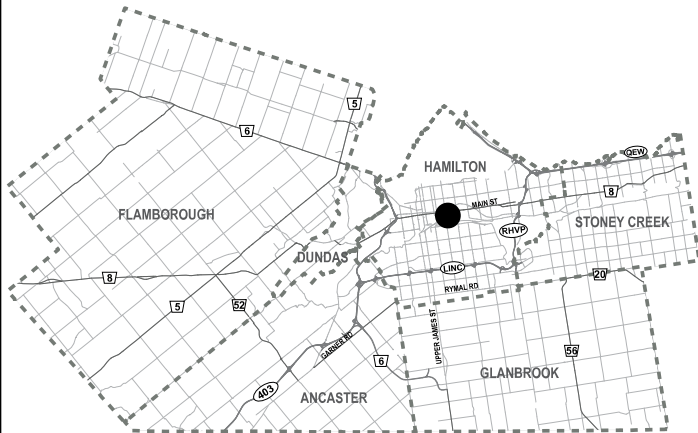 5
6
QEW
HAMILTON
8
MAIN ST
FLAMBOROUGH
STONEY CREEK
RHVP
DUNDAS
LINC
8
20
RYMAL RD
5
52
UPPER JAMES ST
GARNER RD
56
6
GLANBROOK
403
ANCASTER